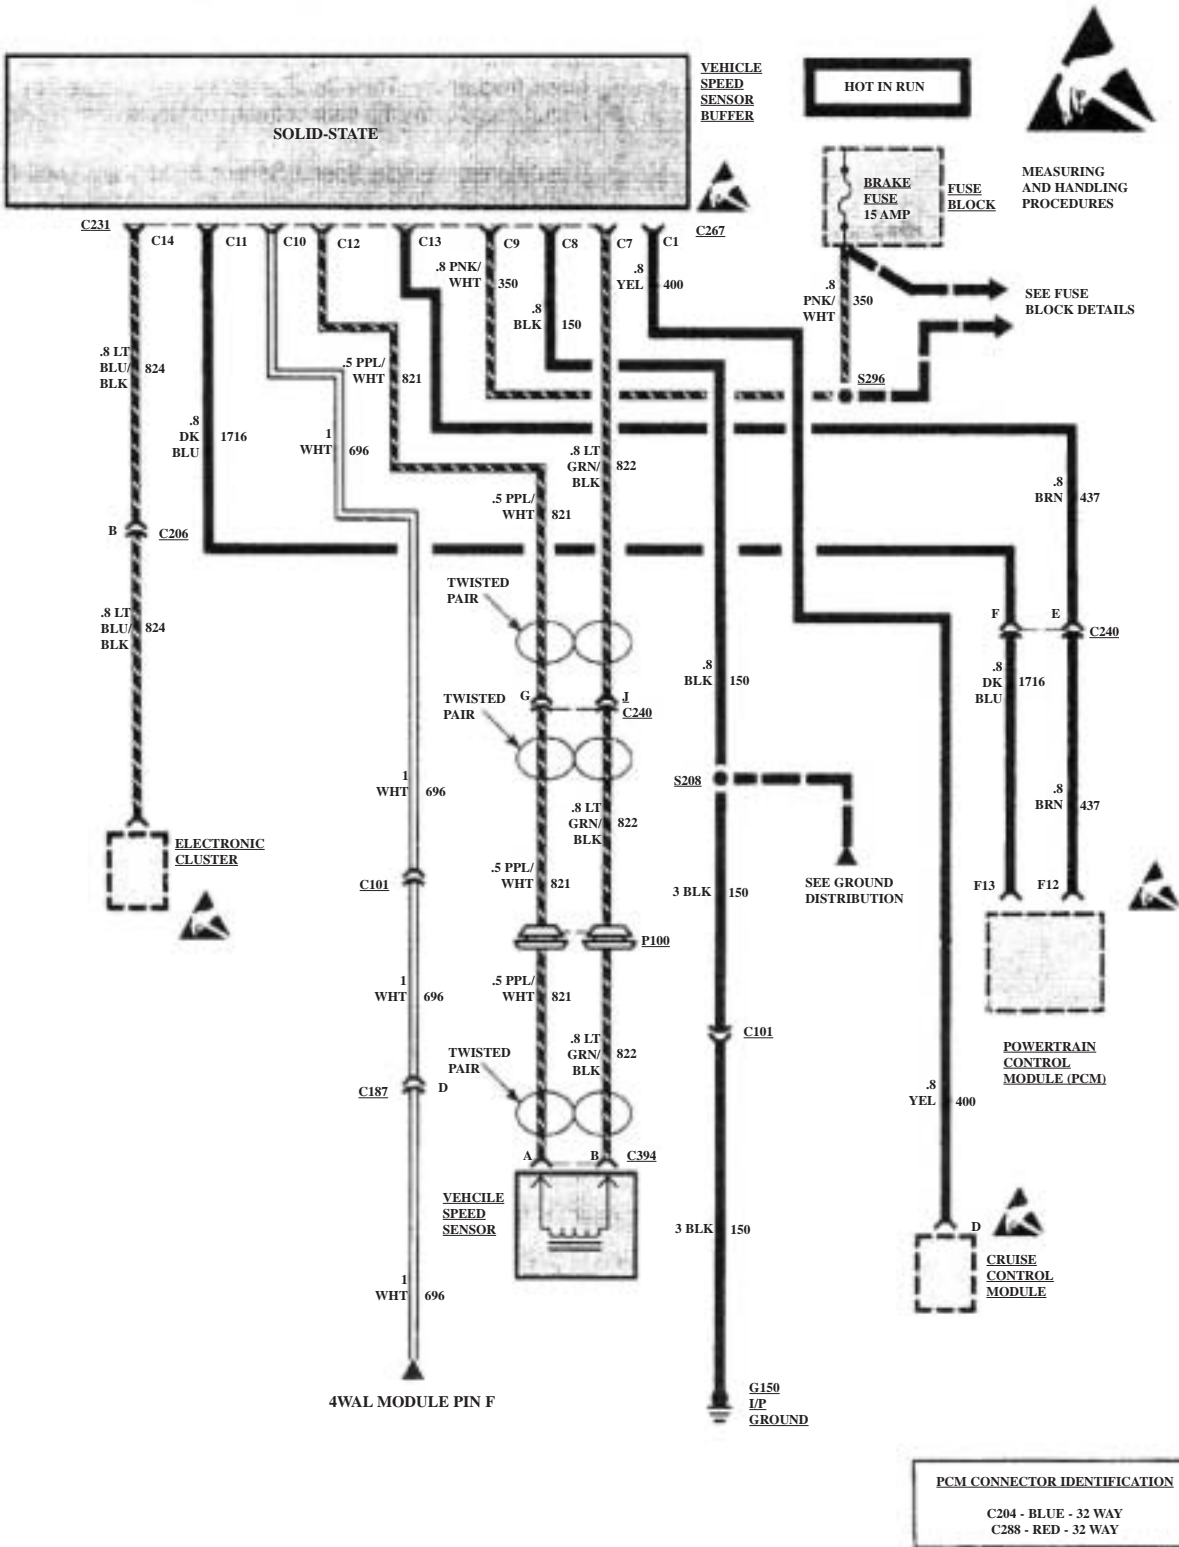 VEHICLE
SPEED
SENSOR
BUFFER
HOT IN RUN
SOLID-STATE
BRAKE
FUSE
15 AMP
FUSE
BLOCK
MEASURING
AND HANDLING
PROCEDURES
C231
C14
C11
C10
C12
C13
C9
C8
C7
C1
C267
.8 PNK/
WHT
350
.8
BLK
150
.8
YEL
400
.8
PNK/
WHT
350
SEE FUSE
BLOCK DETAILS
.8 LT
BLU/
BLK
824
.5 PPL/
WHT
821
S296
.8
DK
BLU
1716
1
WHT
696
.8 LT
GRN/
BLK
822
.8
BRN
437
.5 PPL/
WHT
821
B
C206
TWISTED
PAIR
.8 LT
BLU/
BLK
824
F
E
C240
.8
BLK
150
.8
DK
BLU
1716
TWISTED
PAIR
G
J
C240
S208
1
WHT
696
.8 LT
GRN/
BLK
822
.8
BRN
437
ELECTRONIC
CLUSTER
.5 PPL/
WHT
821
C101
3 BLK
150
SEE GROUND
DISTRIBUTION
F13
F12
P100
1
WHT
696
.5 PPL/
WHT
821
C101
.8 LT
GRN/
BLK
822
TWISTED
PAIR
POWERTRAIN
CONTROL
MODULE (PCM)
C187
D
.8
YEL
400
A
B
C394
VEHCILE
SPEED
SENSOR
3 BLK
150
D
CRUISE
CONTROL
MODULE
1
WHT
696
4WAL MODULE PIN F
G150
I/P
GROUND
PCM CONNECTOR IDENTIFICATION
C204 - BLUE - 32 WAY
C288 - RED - 32 WAY